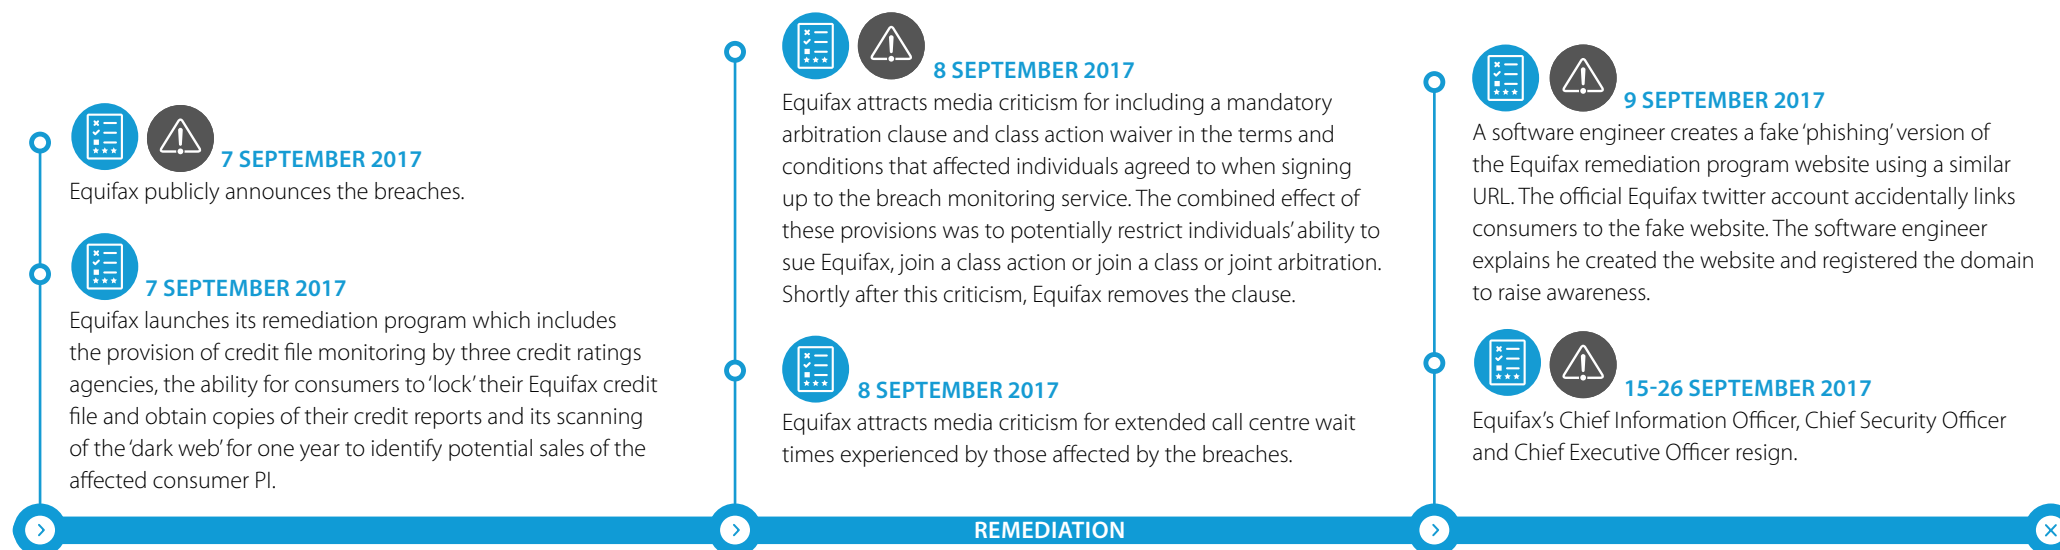 7 SEPTEMBER 2017
Equifax publicly announces the breaches.
7 SEPTEMBER 2017
Equifax launches its remediation program which includes
the provision of credit file monitoring by three credit ratings
agencies, the ability for consumers to ‘lock’ their Equifax credit
file and obtain copies of their credit reports and its scanning
of the ‘dark web’ for one year to identify potential sales of the
affected consumer PI.
8 SEPTEMBER 2017
Equifax attracts media criticism for including a mandatory
arbitration clause and class action waiver in the terms and
conditions that affected individuals agreed to when signing
up to the breach monitoring service. The combined effect of
these provisions was to potentially restrict individuals’ ability to
sue Equifax, join a class action or join a class or joint arbitration.
Shortly after this criticism, Equifax removes the clause.
8 SEPTEMBER 2017
Equifax attracts media criticism for extended call centre wait
times experienced by those affected by the breaches.
9 SEPTEMBER 2017
A software engineer creates a fake ‘phishing’ version of
the Equifax remediation program website using a similar
URL. The official Equifax twitter account accidentally links
consumers to the fake website. The software engineer
explains he created the website and registered the domain
to raise awareness.
15-26 SEPTEMBER 2017
Equifax’s Chief Information Officer, Chief Security Officer
and Chief Executive Officer resign.
REMEDIATION